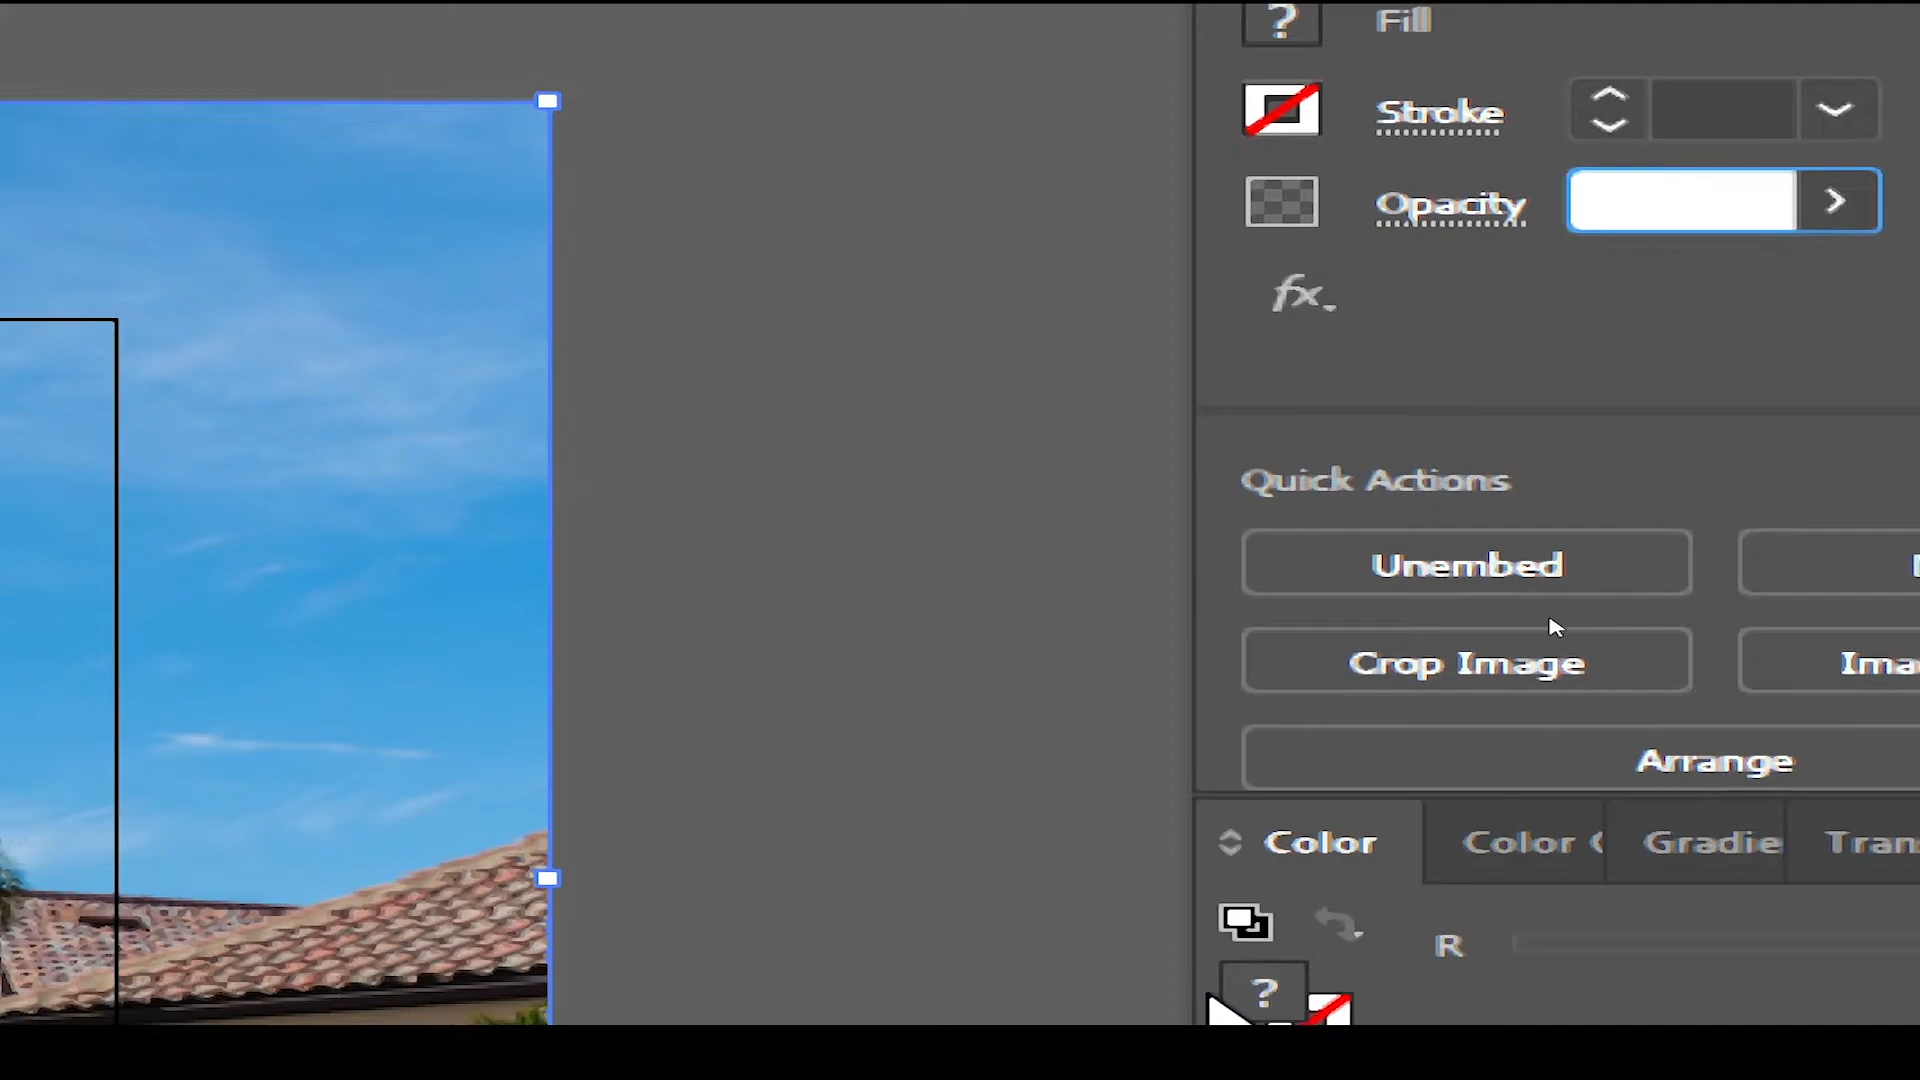 ? Fill
Stroke
Opacity
fx.
Quick Actions
Unembed
Crop Image Ima
Arrange
Color Color Gradie Tran
R
?